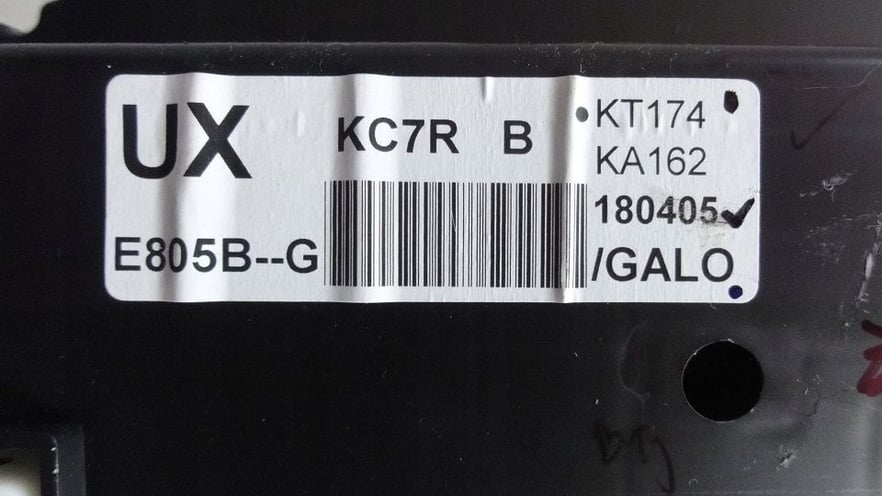 UX
KC7R B
KT174
KA162
180405
E805B--G
/GALO